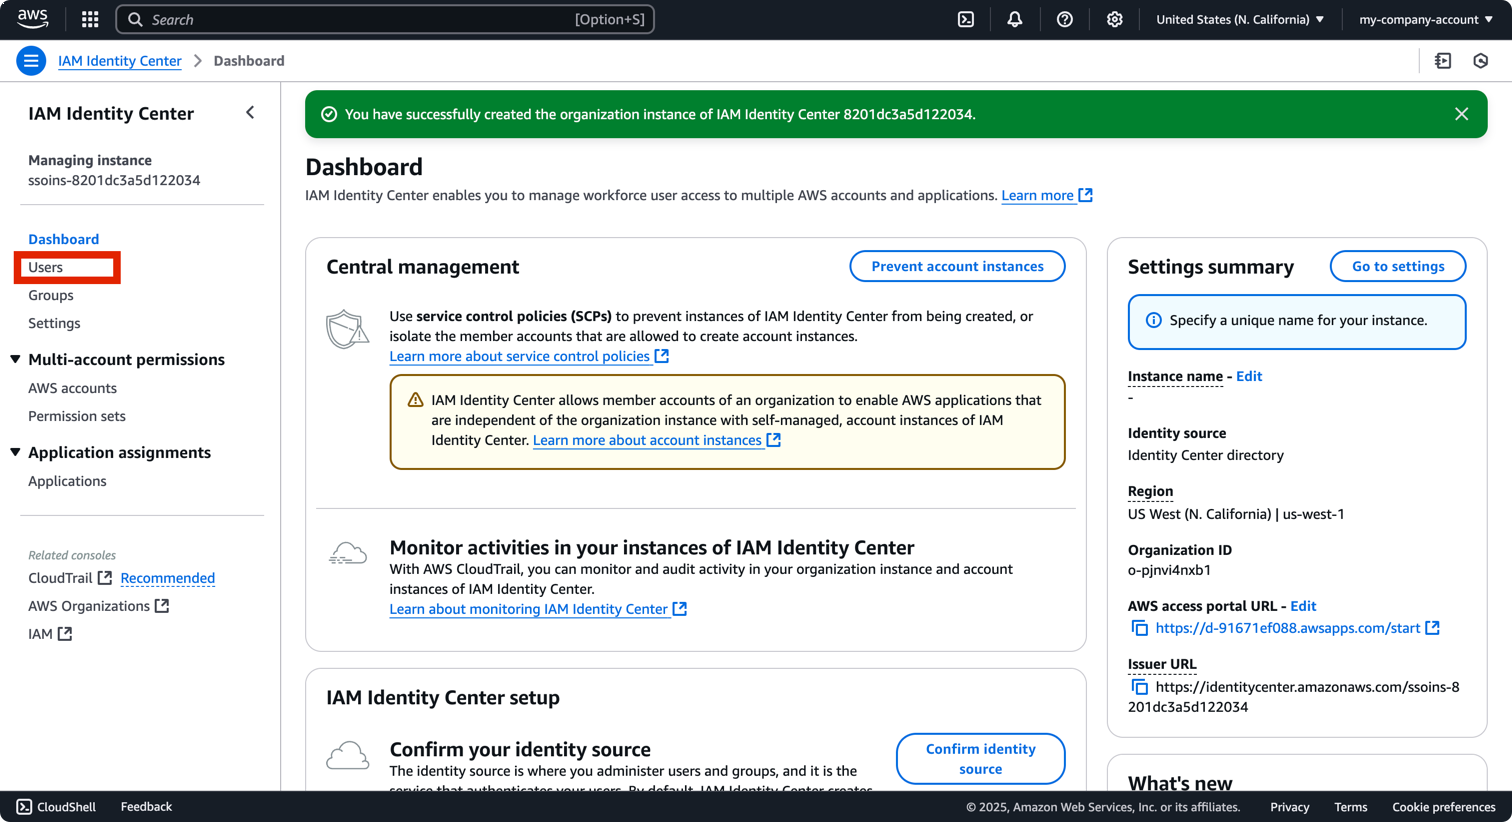 aws
Search
[Option+S]
United States (N. California) ▼
my-company-account ▼
IAM Identity Center > Dashboard
IAM Identity Center
Managing instance
ssoins-8201dc3a5d122034
Dashboard
Users
Groups
Settings
▼ Multi-account permissions
AWS accounts
Permission sets
▼ Application assignments
Applications
Related consoles
CloudTrail Recommended
AWS Organizations
IAM
You have successfully created the organization instance of IAM Identity Center 8201dc3a5d122034.
Dashboard
IAM Identity Center enables you to manage workforce user access to multiple AWS accounts and applications. Learn more
Central management
Prevent account instances
Use service control policies (SCPs) to prevent instances of IAM Identity Center from being created, or
isolate the member accounts that are allowed to create account instances.
Learn more about service control policies
IAM Identity Center allows member accounts of an organization to enable AWS applications that
are independent of the organization instance with self-managed, account instances of IAM
Identity Center. Learn more about account instances
Monitor activities in your instances of IAM Identity Center
With AWS CloudTrail, you can monitor and audit activity in your organization instance and account
instances of IAM Identity Center.
Learn about monitoring IAM Identity Center
IAM Identity Center setup
Confirm your identity source
The identity source is where you administer users and groups, and it is the
service that authenticates your users. By default, IAM Identity Center creates
Confirm identity
source
Settings summary
Go to settings
Specify a unique name for your instance.
Instance name - Edit
-
Identity source
Identity Center directory
Region
US West (N. California) | us-west-1
Organization ID
o-pjnvi4nxb1
AWS access portal URL - Edit
https://d-91671ef088.awsapps.com/start
Issuer URL
https://identitycenter.amazonaws.com/ssoins-8
201dc3a5d122034
What's new
CloudShell
Feedback
© 2025, Amazon Web Services, Inc. or its affiliates.
Privacy
Terms
Cookie preferences